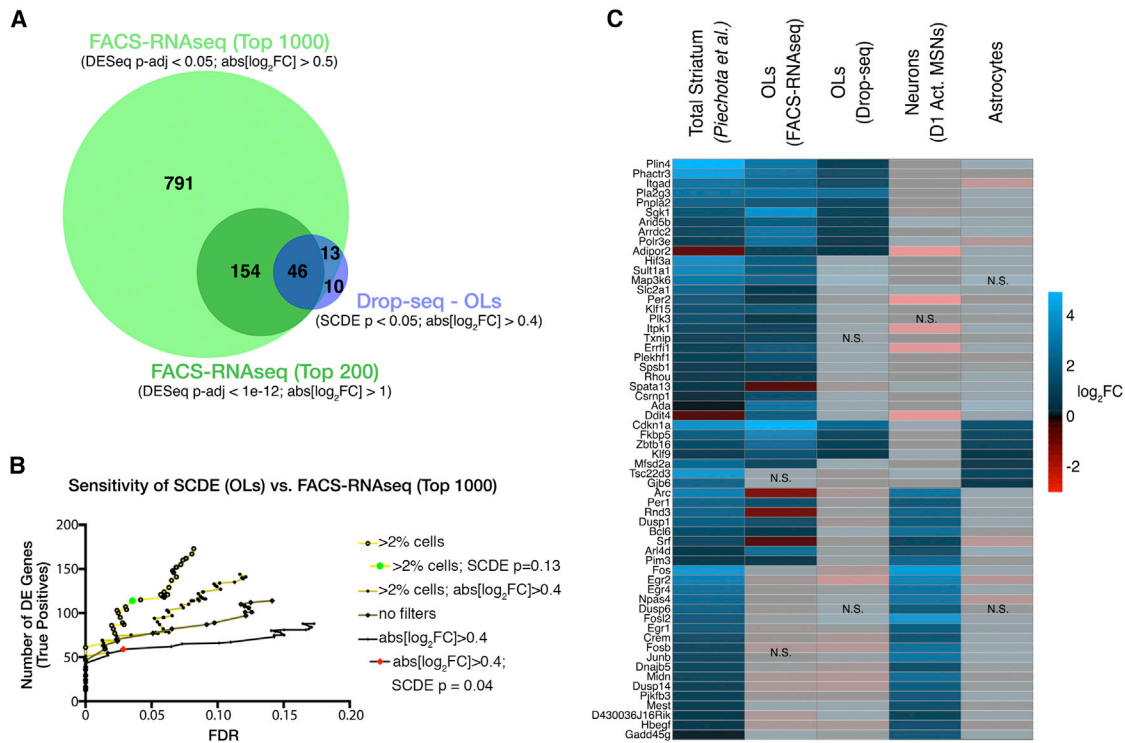 A
FACS-RNAseq (Top 1000)
(DESeq p-adj < 0.05; abs[log2FC] > 0.5)
791
154
46
13
10
Drop-seq - OLs
(SCDE p < 0.05; abs[log2FC] > 0.4)
FACS-RNAseq (Top 200)
(DESeq p-adj < 1e-12; abs[log2FC] > 1)
B
Sensitivity of SCDE (OLs) vs. FACS-RNAseq (Top 1000)
Number of DE Genes
(True Positives)
200
150
100
50
0
0
0.05
0.10
0.15
0.20
FDR
>2% cells
>2% cells; SCDE p=0.13
>2% cells; abs[log2FC]>0.4
no filters
abs[log2FC]>0.4
abs[log2FC]>0.4;
SCDE p = 0.04
C
Total Striatum
(Piechota et al.)
OLs
(FACS-RNAseq)
OLs
(Drop-seq)
Neurons
(D1 Act. MSNs)
Astrocytes
Plin4
Phactr3
Itgad
Pla2g3
Pnpla2
Sgk1
Arid5b
Arrdc2
Polr3e
Adipor2
Hif3a
Sult1a1
Map3k6
Slc2a1
Per2
Klf15
Plk3
Itpk1
Txnip
Errfi1
Plekhf1
Spsb1
Rhou
Spata13
Csrnp1
Ada
Ddit4
Cdkn1a
Fkbp5
Zbtb16
Klf9
Mfsd2a
Tsc22d3
Gjb6
Arc
Per1
Rnd3
Dusp1
Bcl6
Srf
Arl4d
Pim3
Fos
Egr2
Egr4
Npas4
Dusp6
Fosl2
Egr1
Crem
Fosb
Junb
Dnajb5
Midn
Dusp14
Pikfb3
Mest
D430036J16Rik
Hbegf
Gadd45g
N.S.
N.S.
N.S.
N.S.
N.S.
N.S.
N.S.
4
2
0
-2
log2FC